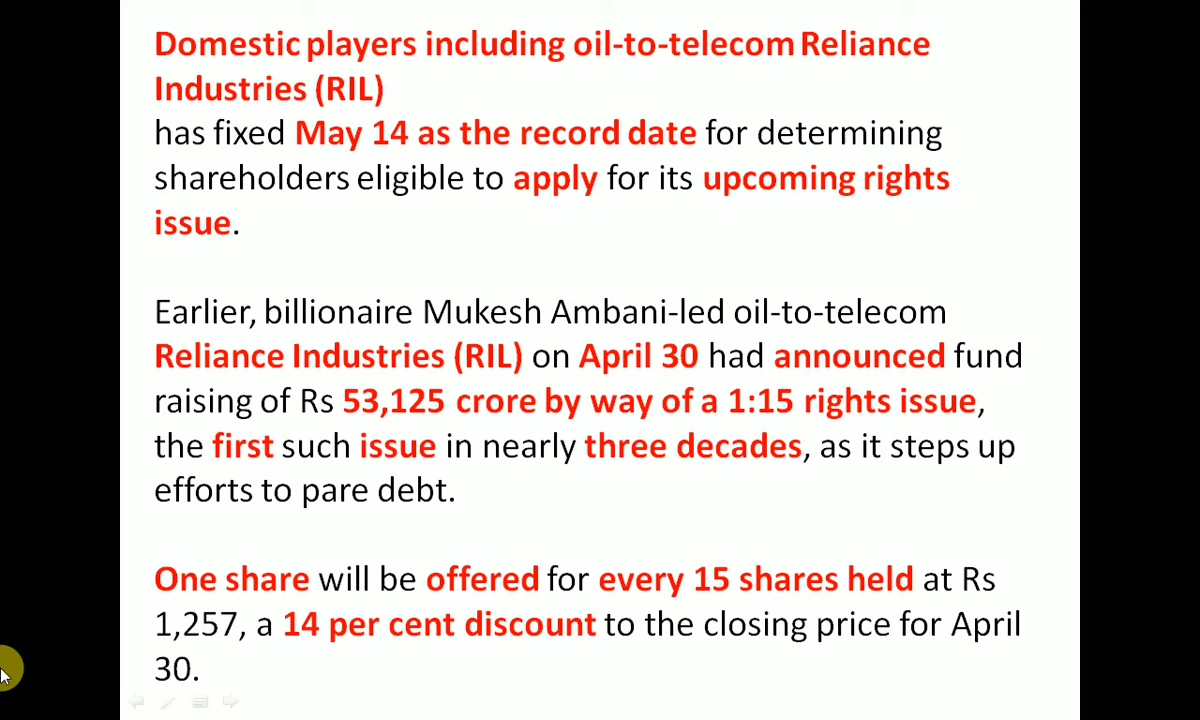 Domestic players including oil-to-telecom Reliance
Industries (RIL)
has fixed May 14 as the record date for determining
shareholders eligible to apply for its upcoming rights
issue.
Earlier, billionaire Mukesh Ambani-led oil-to-telecom
Reliance Industries (RIL) on April 30 had announced fund
raising of Rs 53,125 crore by way of a 1:15 rights issue,
the first such issue in nearly three decades, as it steps up
efforts to pare debt.
One share will be offered for every 15 shares held at Rs
1,257, a 14 per cent discount to the closing price for April
30.